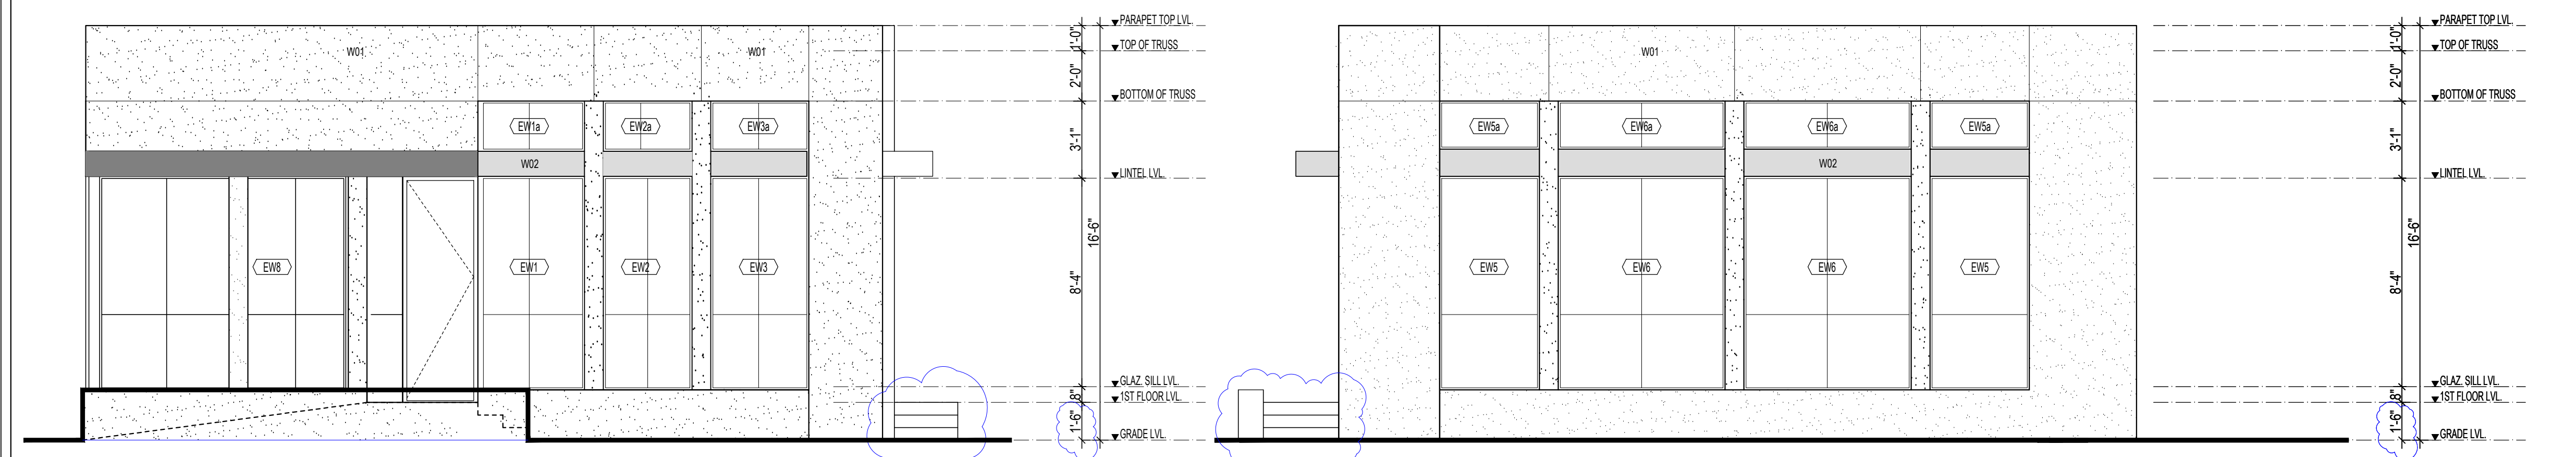 W01
W01
EW1a
EW2a
EW3a
W02
EW8
EW1
EW2
EW3
1'-0"
2'-0"
3'-1"
8'-4"
8"
1'-6"
16'-6"
PARAPET TOP LVL.
TOP OF TRUSS
BOTTOM OF TRUSS
LINTEL LVL.
GLAZ. SILL LVL.
1ST FLOOR LVL.
GRADE LVL.
W01
EW5a
EW6a
EW6a
EW5a
W02
EW5
EW6
EW6
EW5
1'-0"
2'-0"
3'-1"
8'-4"
8"
1'-6"
16'-6"
PARAPET TOP LVL.
TOP OF TRUSS
BOTTOM OF TRUSS
LINTEL LVL.
GLAZ. SILL LVL.
1ST FLOOR LVL.
GRADE LVL.